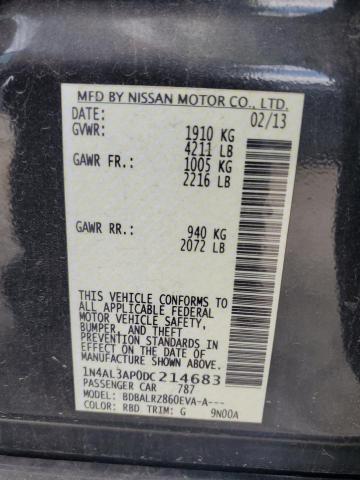 MFD BY NISSAN MOTOR CO., LTD.
DATE: 02/13
GVWR: 1910 KG
4211 LB
GAWR FR: 1005 KG
2216 LB
GAWR RR: 940 KG
2072 LB
THIS VEHICLE CONFORMS TO
ALL APPLICABLE FEDERAL
MOTOR VEHICLE SAFETY,
BUMPER, AND THEFT
PREVENTION STANDARDS
IN EFFECT ON THE DATE OF
MANUFACTURE SHOWN ABOVE.
1N4AL3AP0DC214683
PASSENGER CAR 787
MODEL: BDBALRZ860EVA-A---
COLOR: RBD TRIM: G 9N00A